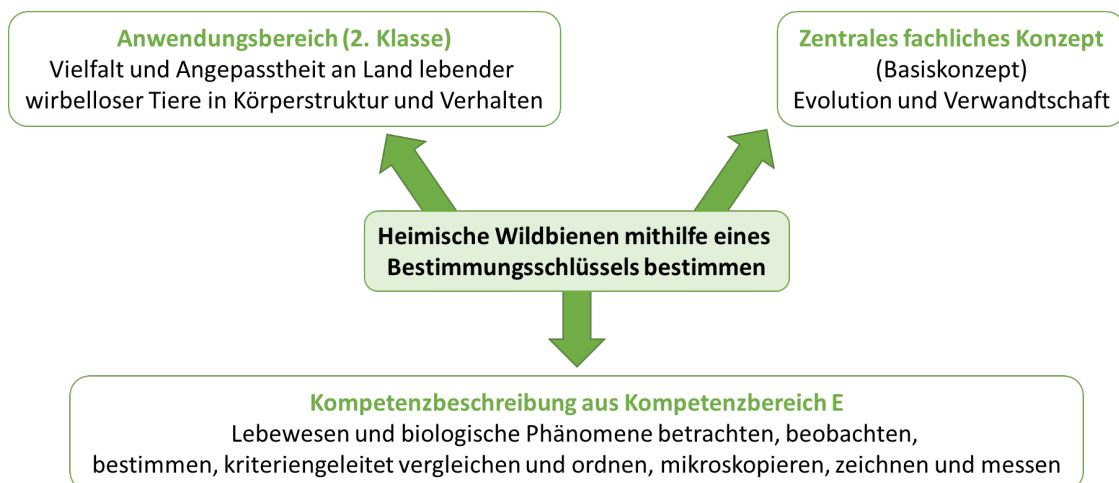 Anwendungsbereich (2. Klasse)
Vielfalt und Angepasstheit an Land lebender
wirbelloser Tiere in Körperstruktur und Verhalten
Zentrales fachliches Konzept
(Basiskonzept)
Evolution und Verwandtschaft
Heimische Wildbienen mithilfe eines
Bestimmungsschlüssels bestimmen
Kompetenzbeschreibung aus Kompetenzbereich E
Lebewesen und biologische Phänomene betrachten, beobachten,
bestimmen, kriteriengeleitet vergleichen und ordnen, mikroskopieren, zeichnen und messen